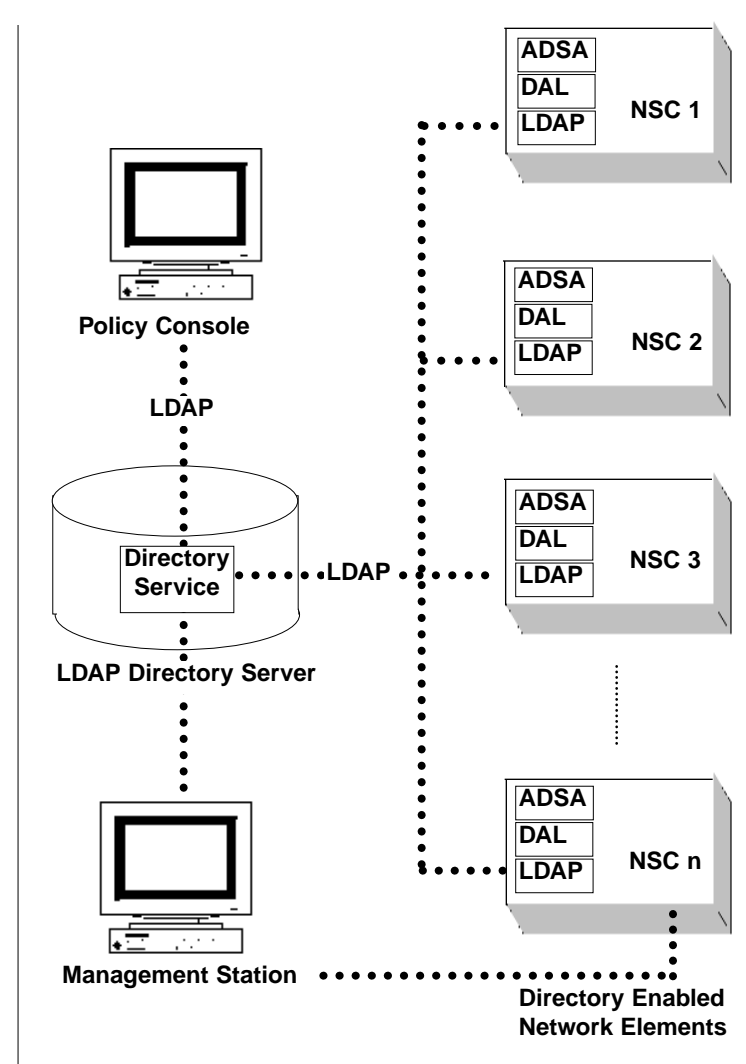 ADSA
DAL
LDAP
NSC 1
Policy Console
LDAP
ADSA
DAL
LDAP
NSC 2
Directory
Service
LDAP
LDAP Directory Server
ADSA
DAL
LDAP
NSC 3
ADSA
DAL
LDAP
NSC n
Management Station
Directory Enabled
Network Elements